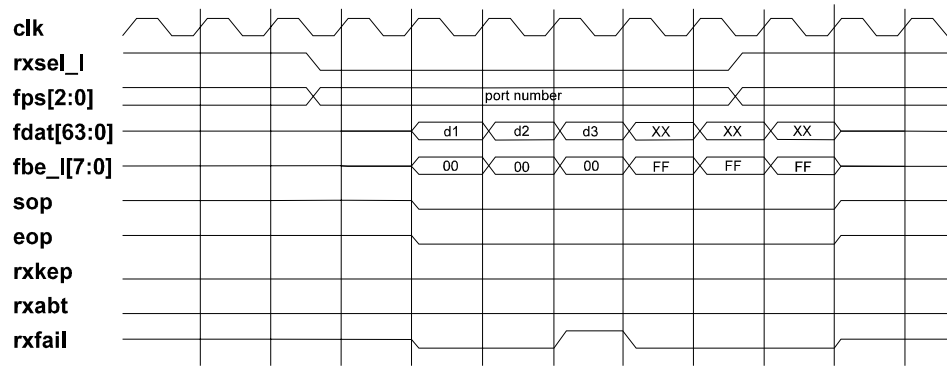 clk
rxsel_l
fps[2:0] port number
fdat[63:0] d1 d2 d3 XX XX XX
fbe_l[7:0] 00 00 00 FF FF FF
sop
eop
rxkep
rxabt
rxfail